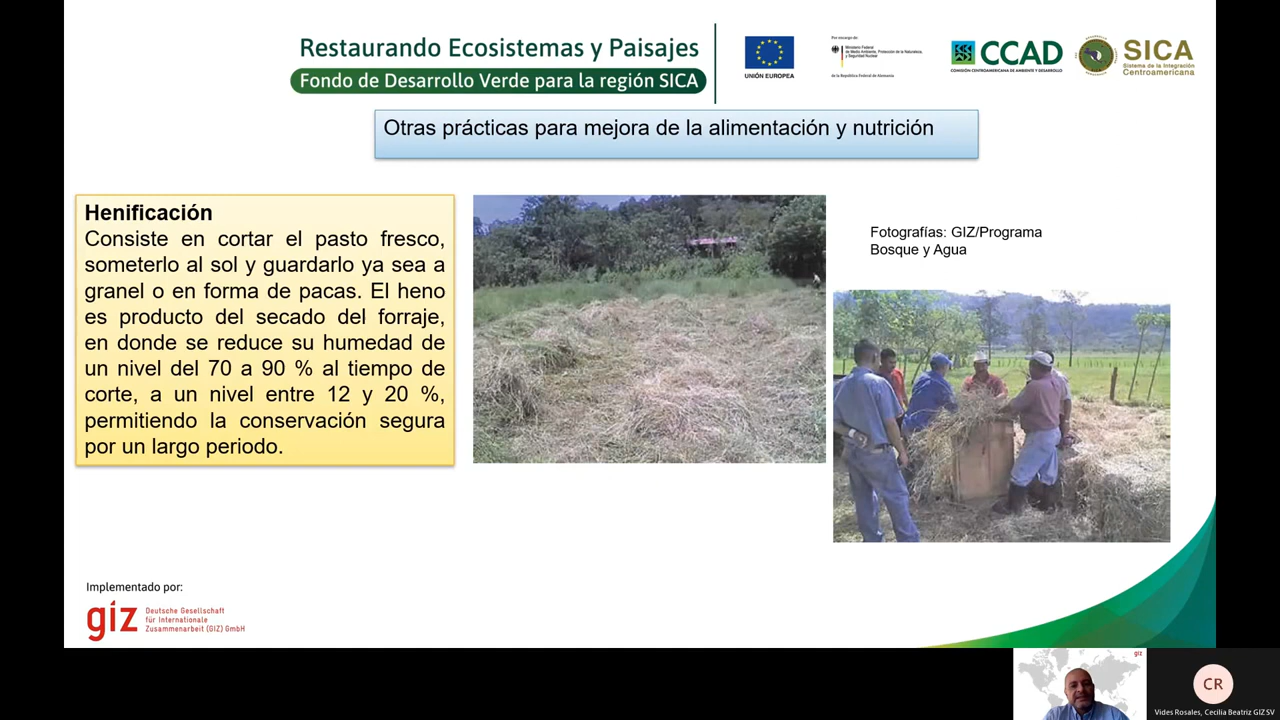 Restaurando Ecosistemas y Paisajes
Fondo de Desarrollo Verde para la región SICA
UNIÓN EUROPEA
Por encargo de:
Ministerio Federal
de Medio Ambiente, Protección de la Naturaleza,
y Seguridad Nuclear
de la República Federal de Alemania
CCAD
COMISIÓN CENTROAMERICANA DE AMBIENTE Y DESARROLLO
SICA
Sistema de la Integración
Centroamericana
Otras prácticas para mejora de la alimentación y nutrición
Henificación
Consiste en cortar el pasto fresco,
someterlo al sol y guardarlo ya sea a
granel o en forma de pacas. El heno
es producto del secado del forraje,
en donde se reduce su humedad de
un nivel del 70 a 90 % al tiempo de
corte, a un nivel entre 12 y 20 %,
permitiendo la conservación segura
por un largo periodo.
Fotografías: GIZ/Programa
Bosque y Agua
Implementado por:
giz
Deutsche Gesellschaft
für Internationale
Zusammenarbeit (GIZ) GmbH
giz
CR
Vides Rosales, Cecilia Beatriz GIZ SV